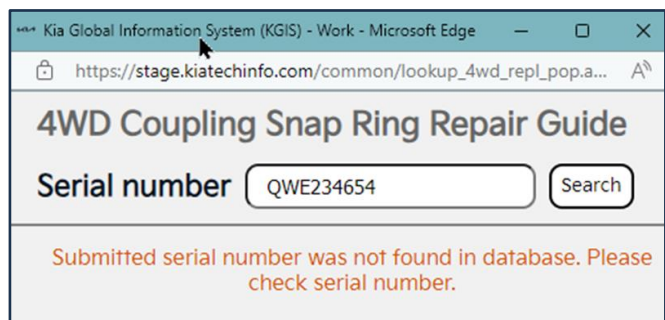 Kia Global Information System (KGIS) - Work - Microsoft Edge
https://stage.kiatechinfo.com/common/lookup_4wd_repl_pop.a...
4WD Coupling Snap Ring Repair Guide
Serial number QWE234654 Search
Submitted serial number was not found in database. Please
check serial number.